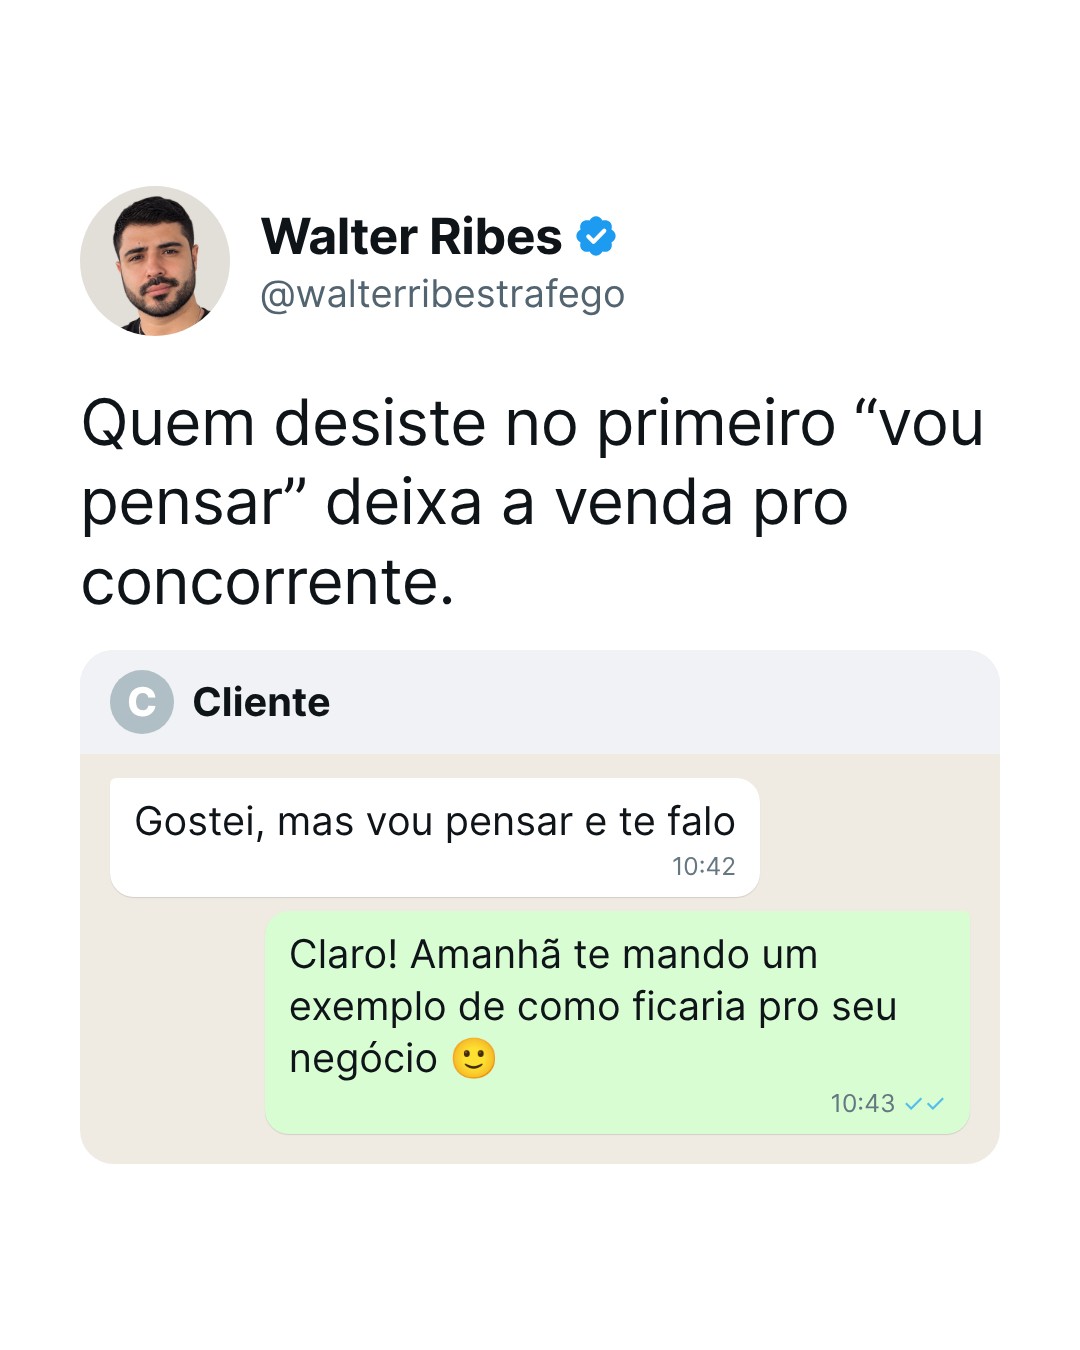 Walter Ribes
@walterribestrafego
Quem desiste no primeiro “vou
pensar” deixa a venda pro
concorrente.
C Cliente
Gostei, mas vou pensar e te falo
10:42
Claro! Amanhã te mando um
exemplo de como ficaria pro seu
negócio 🙂
10:43